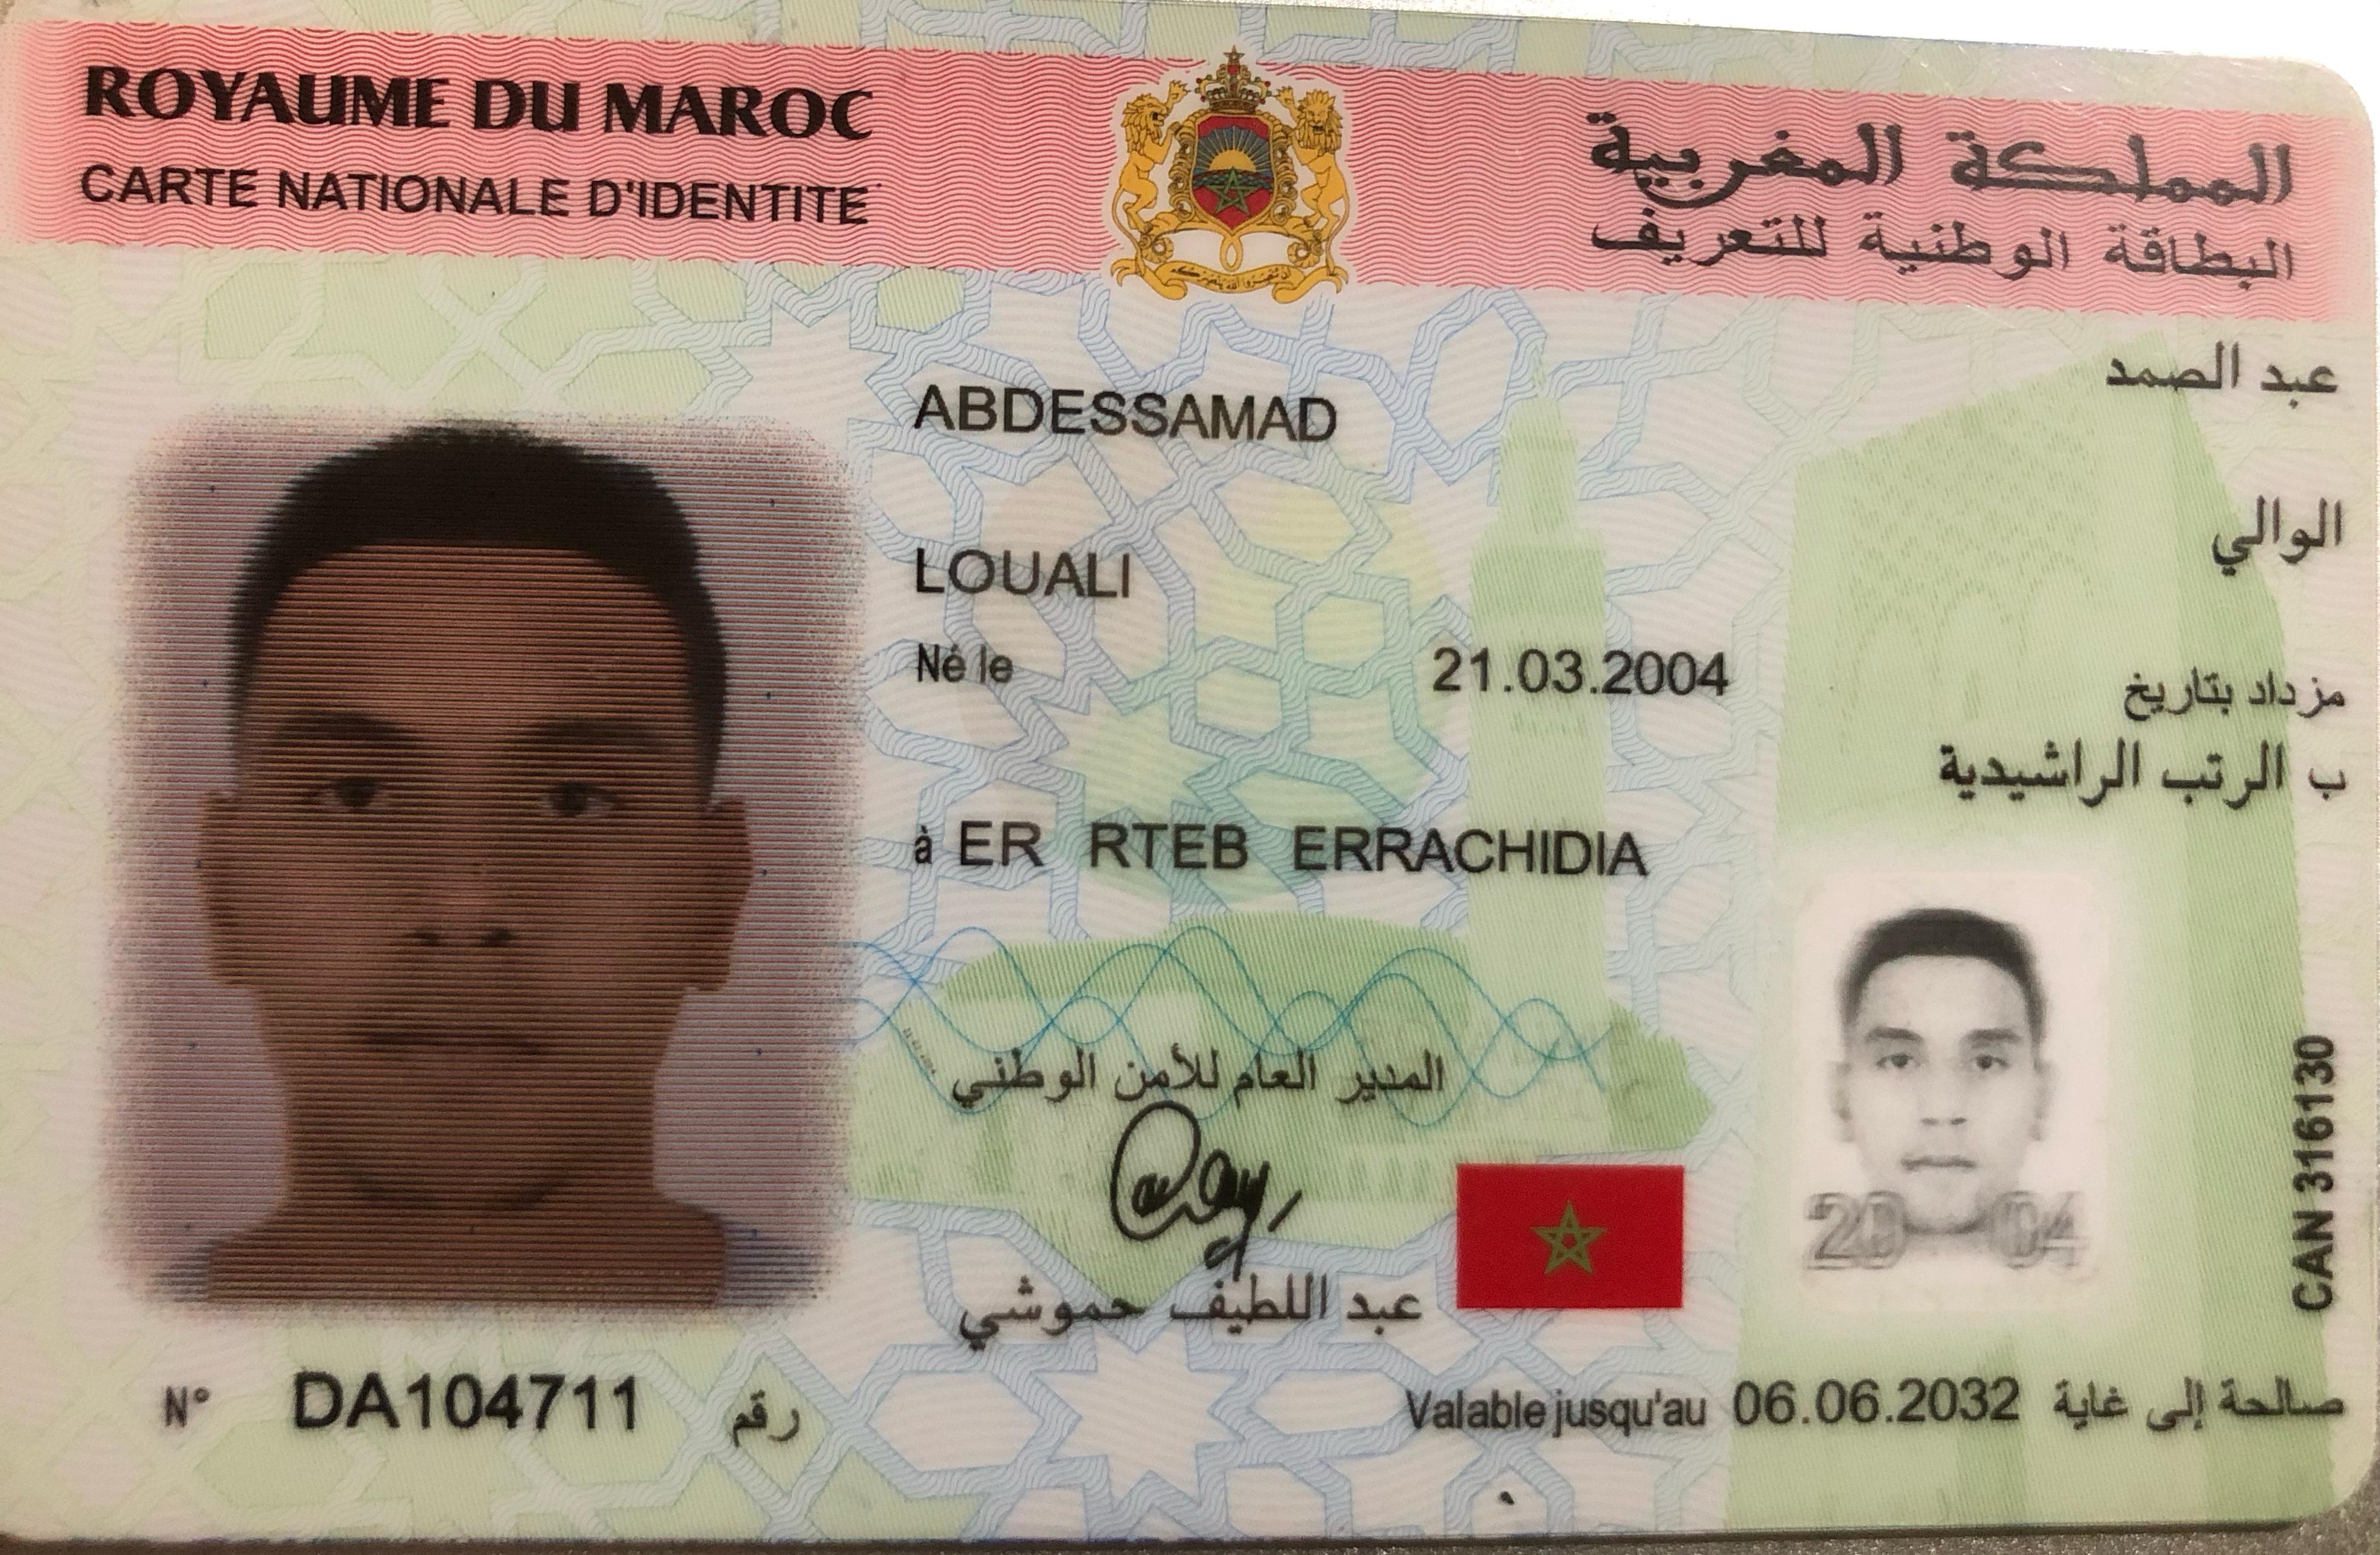 ROYAUME DU MAROC
المملكة المغربية
CARTE NATIONALE D'IDENTITE
البطاقة الوطنية للتعريف
عبد الصمد
ABDESSAMAD
الوالي
LOUALI
Né le 21.03.2004 مزداد بتاريخ
ب الرتب الراشيدية
à ER RTEB ERRACHIDIA
المدير العام للأمن الوطني
عبد اللطيف حموشي
20 04
CAN 316130
N° DA104711 رقم
Valable jusqu'au 06.06.2032 صالحة إلى غاية